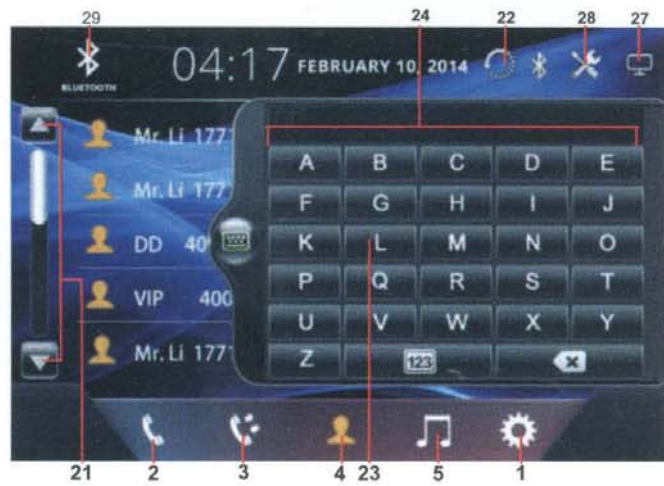 29 24 22 28 27
BLUETOOTH
04:17 FEBRUARY 10, 2014
Mr. Li 177
Mr. Li 177
DD 40
VIP 400
Mr. Li 177
A B C D E
F G H I J
K L M N O
P Q R S T
U V W X Y
Z 123
21 2 3 4 23 5 1